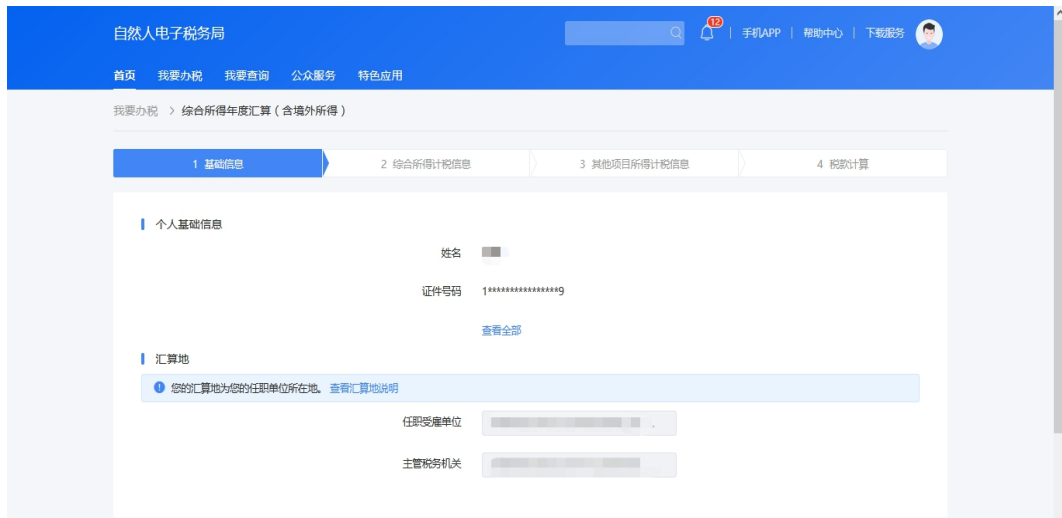 自然人电子税务局
12
手机APP | 帮助中心 | 下载服务
首页 我要办税 我要查询 公众服务 特色应用
我要办税 > 综合所得年度汇算（含境外所得）
1 基础信息 2 综合所得计税信息 3 其他项目所得计税信息 4 税款计算
个人基础信息
姓名
证件号码 1****************9
查看全部
汇算地
您的汇算地为您的任职单位所在地。 查看汇算地说明
任职受雇单位
主管税务机关